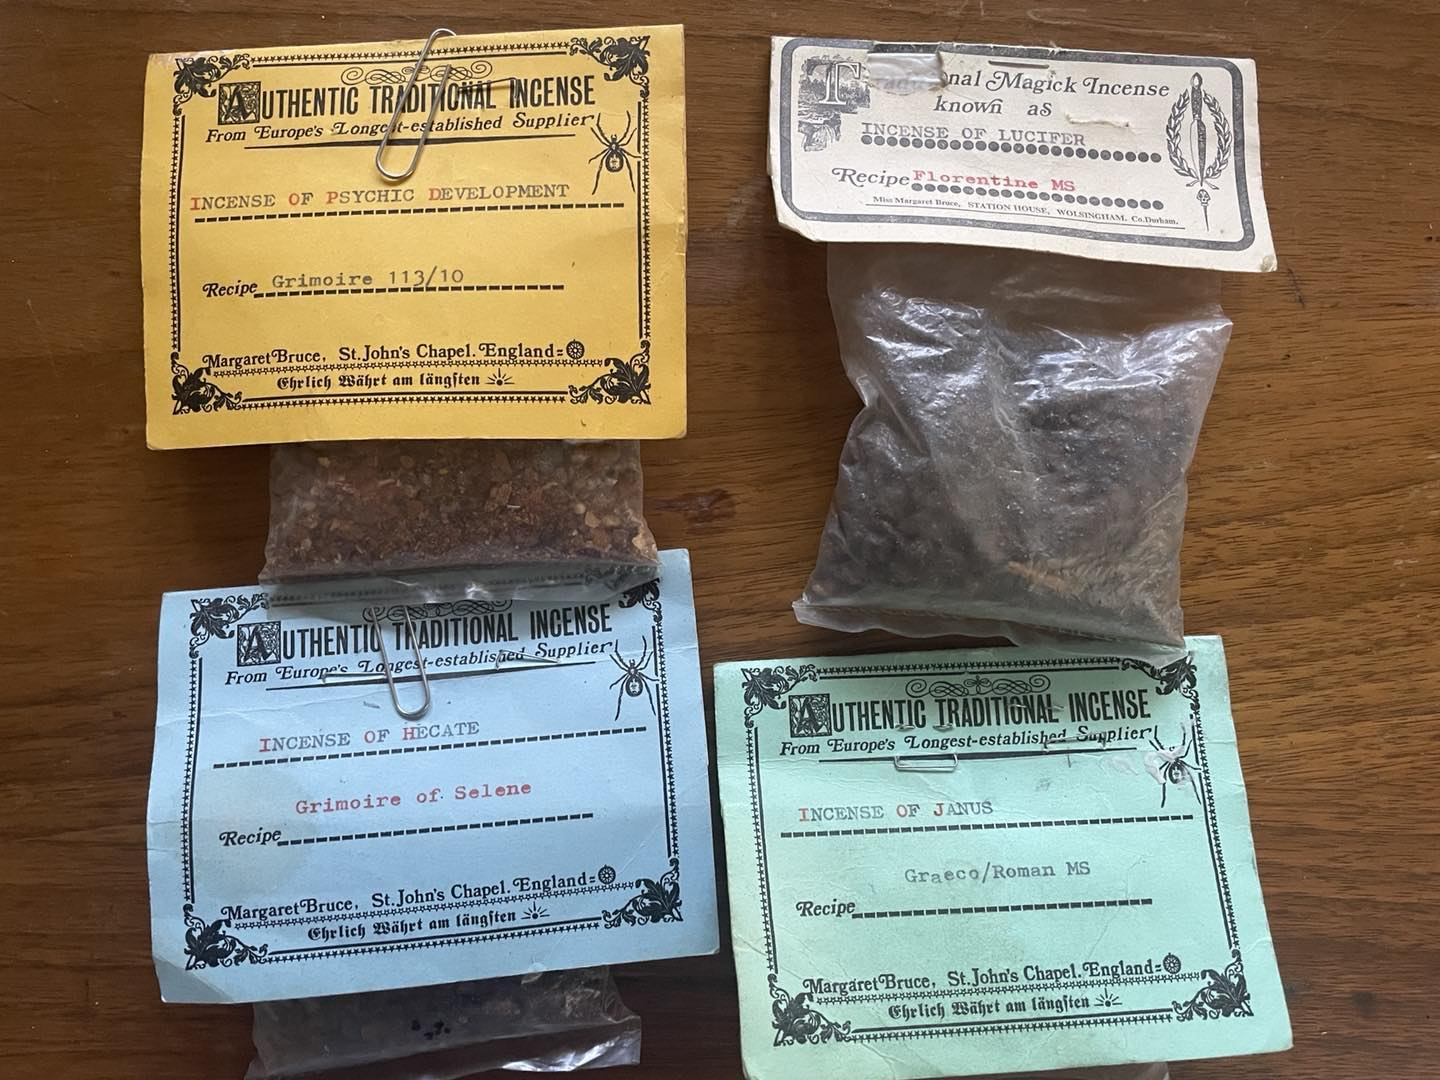 AUTHENTIC TRADITIONAL INCENSE
From Europe's Longest-established Supplier
INCENSE OF PSYCHIC DEVELOPMENT
Recipe Grimoire 113/10
Margaret Bruce, St. John's Chapel. England=
Ehrlich Währt am längsten
Magick Incense
known as
INCENSE OF LUCIFER
Recipe Florentine MS
Miss Margaret Bruce, STATION HOUSE, WOLSINGHAM, Co. Durham.
AUTHENTIC TRADITIONAL INCENSE
From Europe's Longest-established Supplier
INCENSE OF HECATE
Grimoire of Selene
Recipe
Margaret Bruce, St. John's Chapel. England=
Ehrlich Währt am längsten
AUTHENTIC TRADITIONAL INCENSE
From Europe's Longest-established Supplier
INCENSE OF JANUS
Graeco/Roman MS
Recipe
Margaret Bruce, St. John's Chapel. England=
Ehrlich Währt am längsten